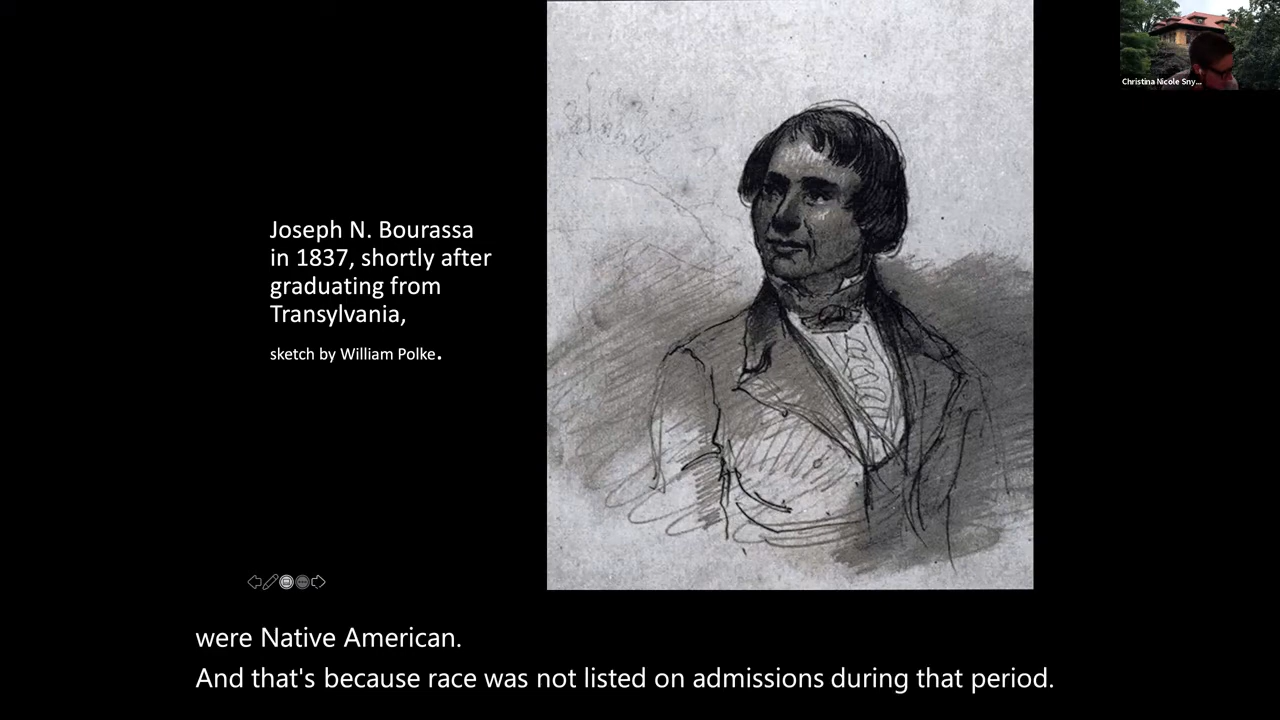 Christina Nicole Sny...
Joseph N. Bourassa
in 1837, shortly after
graduating from
Transylvania,
sketch by William Polke.
were Native American.
And that's because race was not listed on admissions during that period.